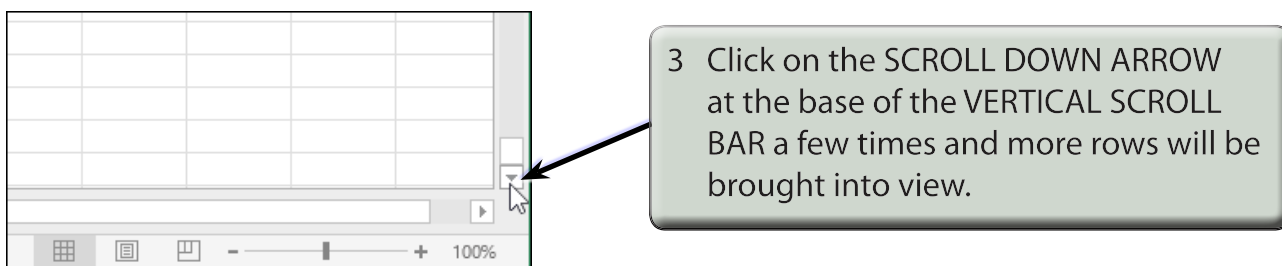 3 Click on the SCROLL DOWN ARROW
at the base of the VERTICAL SCROLL
BAR a few times and more rows will be
brought into view.
- + 100%